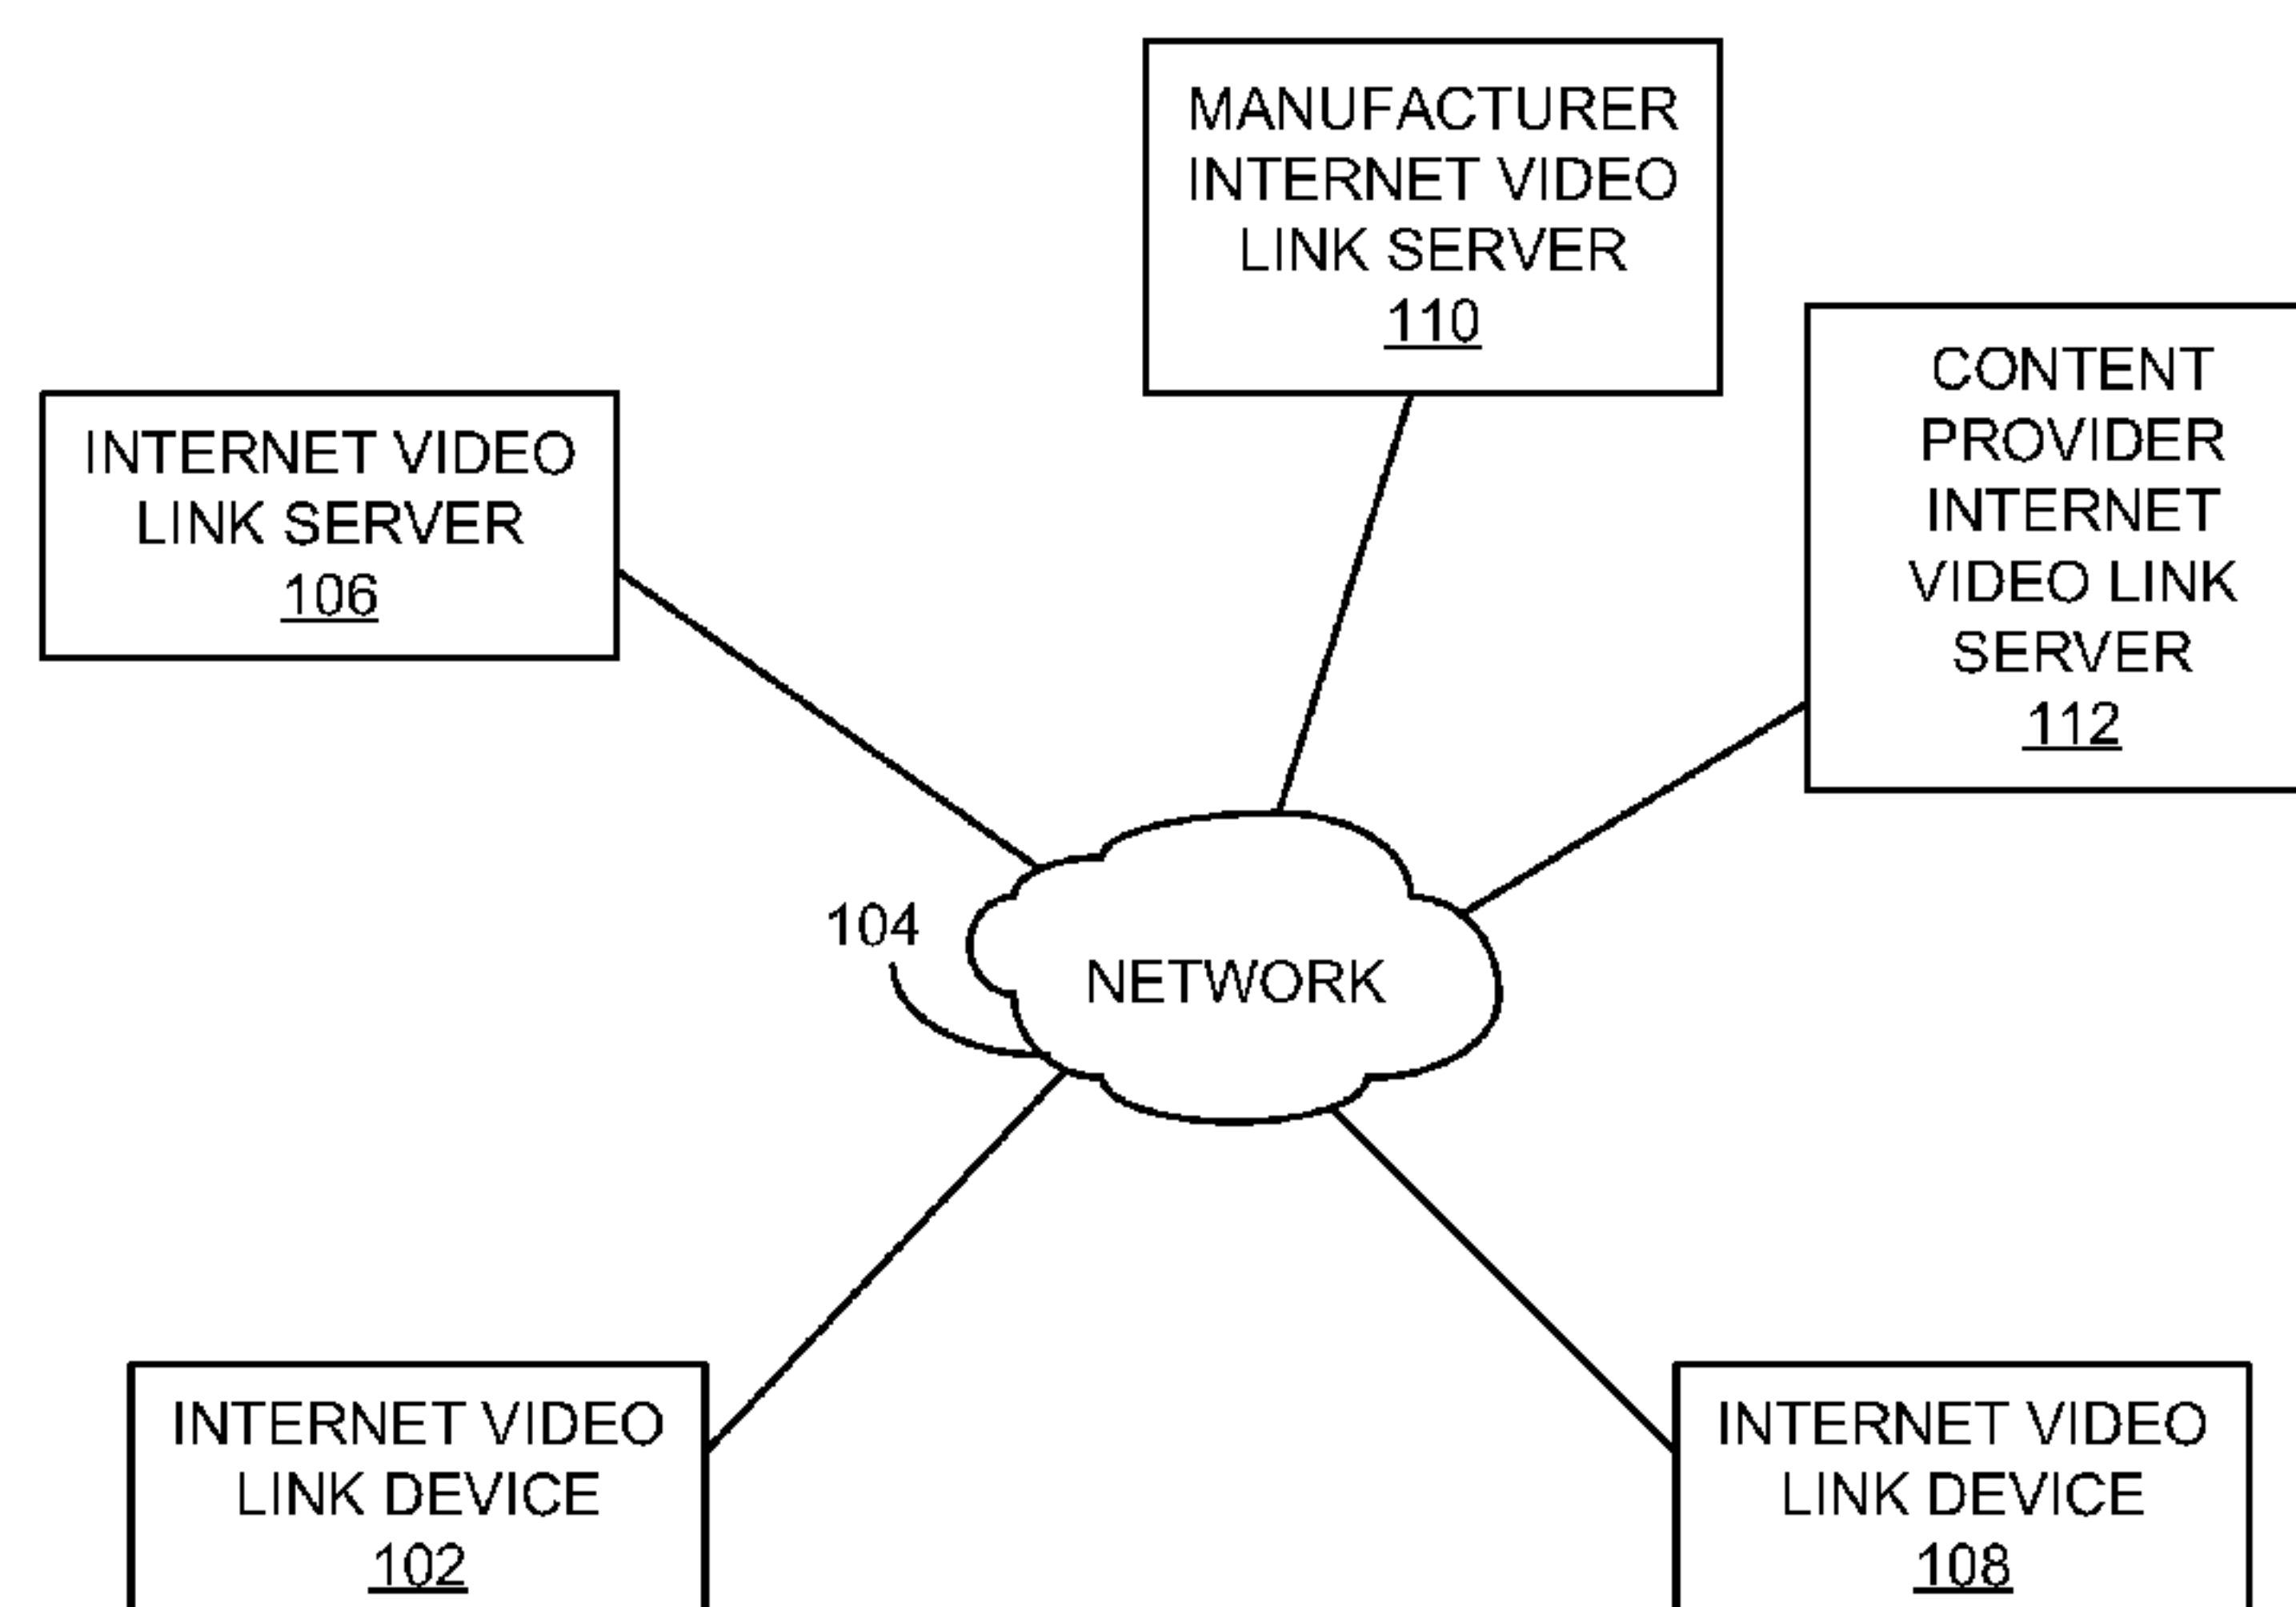 MANUFACTURER
INTERNET VIDEO
LINK SERVER
110
CONTENT
PROVIDER
INTERNET
VIDEO LINK
SERVER
112
INTERNET VIDEO
LINK SERVER
106
104
NETWORK
INTERNET VIDEO
LINK DEVICE
102
INTERNET VIDEO
LINK DEVICE
108